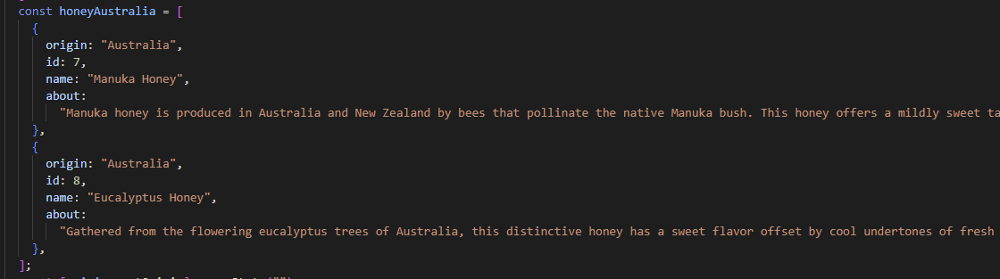 const honeyAustralia = [
{
origin: "Australia",
id: 7,
name: "Manuka Honey",
about:
"Manuka honey is produced in Australia and New Zealand by bees that pollinate the native Manuka bush. This honey offers a mildly sweet ta
},
{
origin: "Australia",
id: 8,
name: "Eucalyptus Honey",
about:
"Gathered from the flowering eucalyptus trees of Australia, this distinctive honey has a sweet flavor offset by cool undertones of fresh
},
];